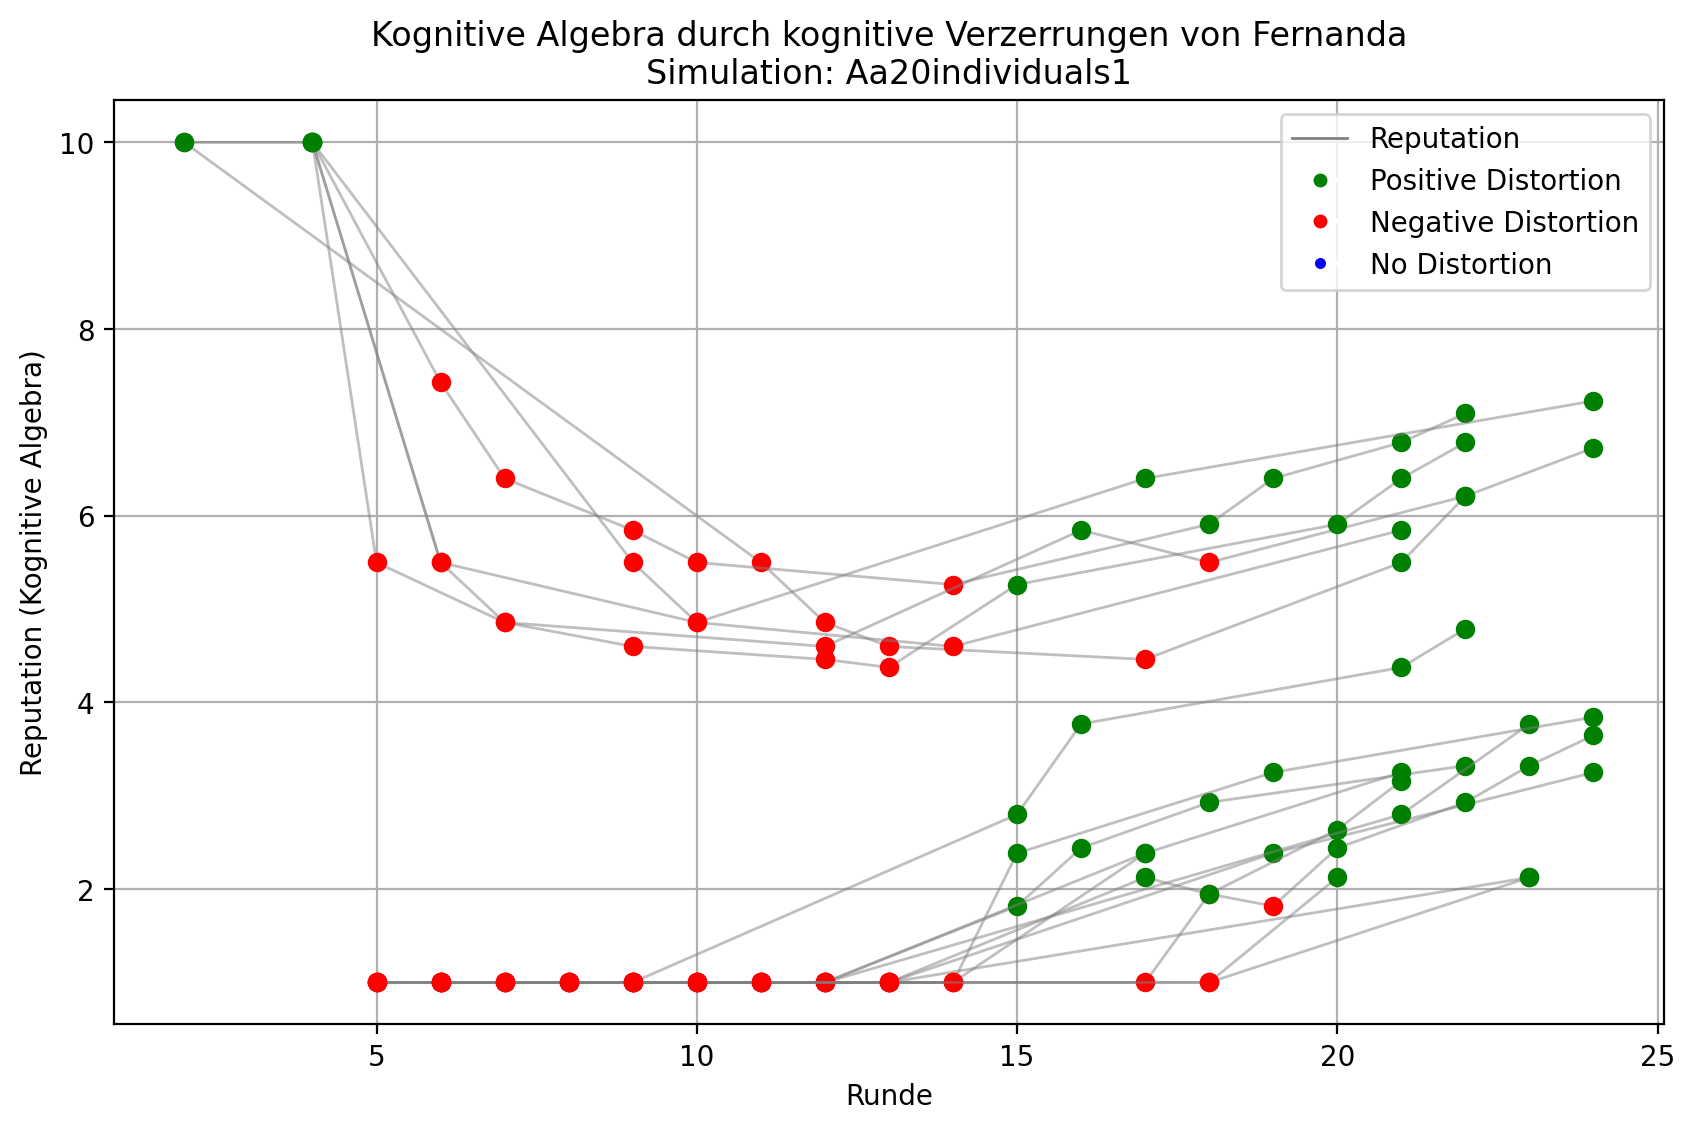 Kognitive Algebra durch kognitive Verzerrungen von Fernanda
Simulation: Aa20individuals1
Reputation
Positive Distortion
Negative Distortion
No Distortion
Reputation (Kognitive Algebra)
10
8
6
4
2
5
10
15
20
25
Runde